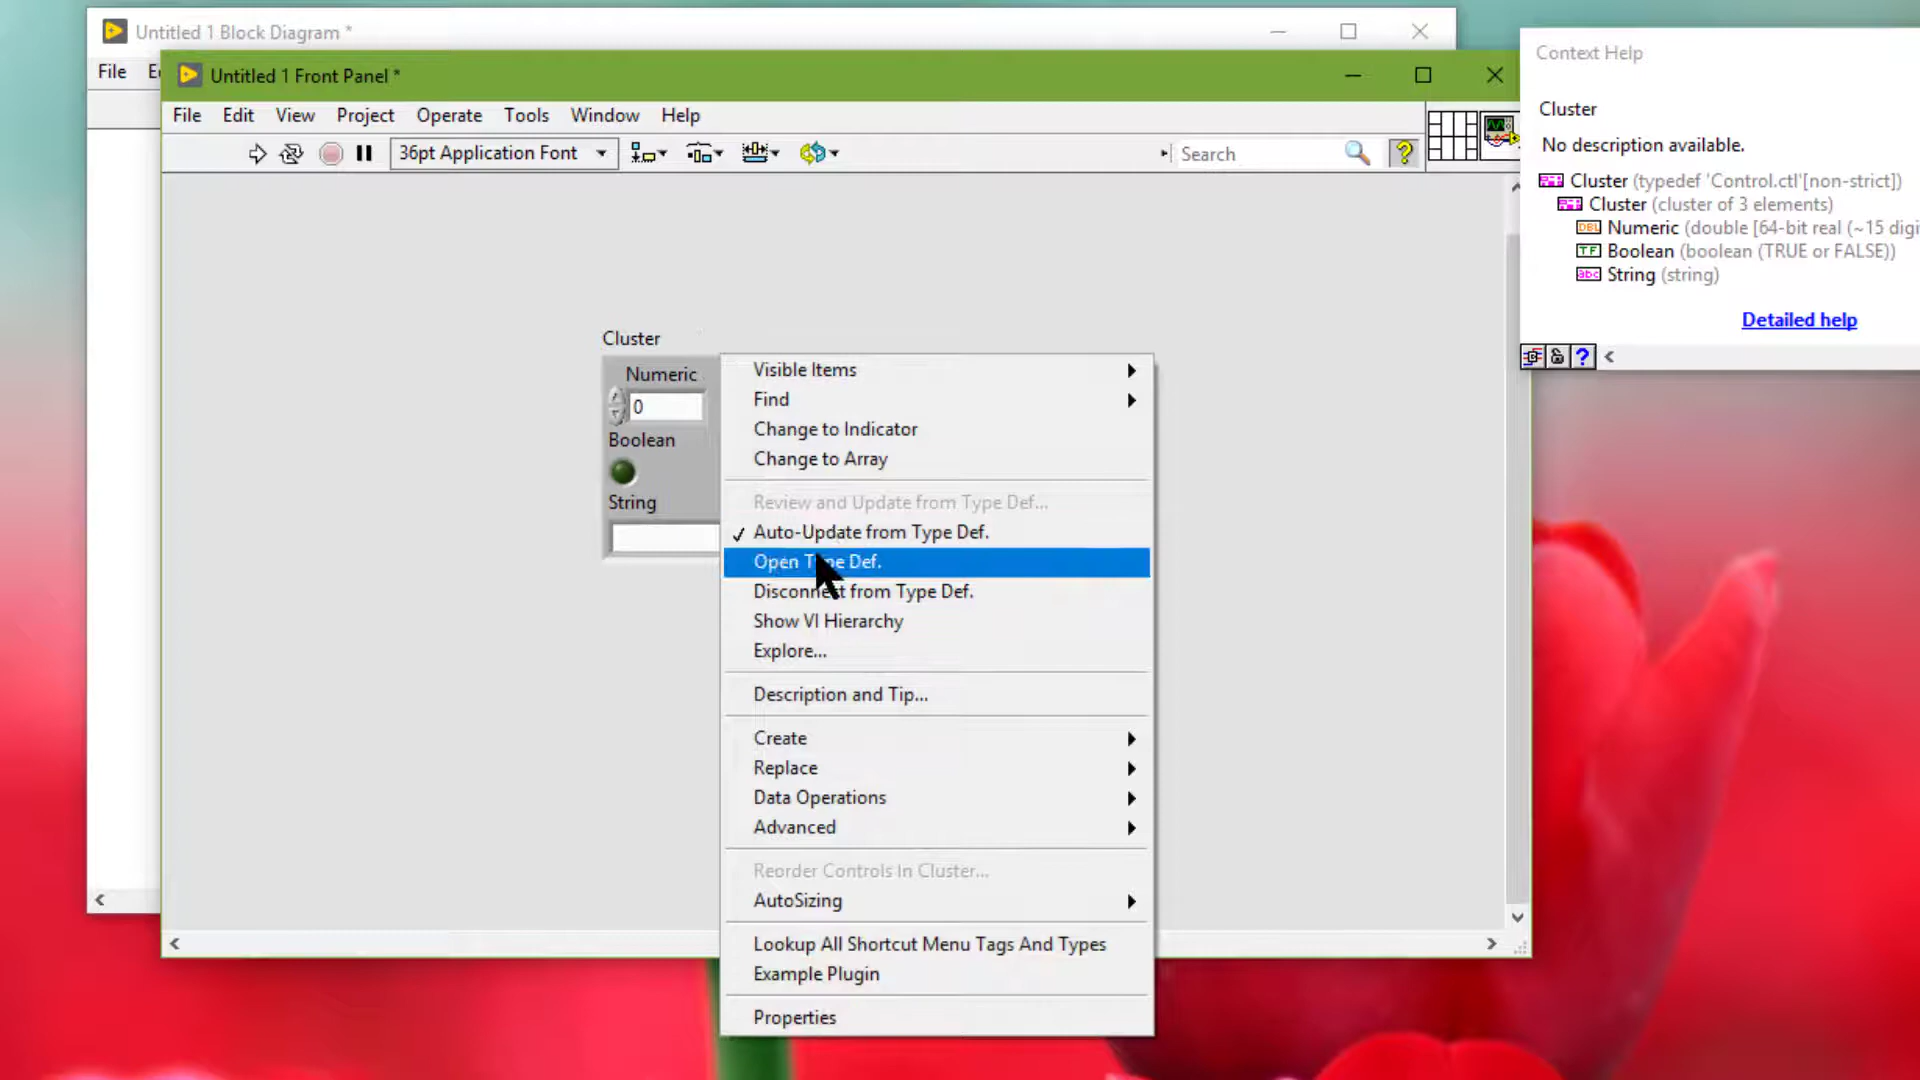 Untitled 1 Block Diagram *
File
Untitled 1 Front Panel *
File Edit View Project Operate Tools Window Help
36pt Application Font
Search
Cluster
Numeric
0
Boolean
String
Visible Items
Find
Change to Indicator
Change to Array
Review and Update from Type Def...
✓ Auto-Update from Type Def.
Open Type Def.
Disconnect from Type Def.
Show VI Hierarchy
Explore...
Description and Tip...
Create
Replace
Data Operations
Advanced
Reorder Controls In Cluster...
AutoSizing
Lookup All Shortcut Menu Tags And Types
Example Plugin
Properties
Context Help
Cluster
No description available.
Cluster (typedef 'Control.ctl'[non-strict])
Cluster (cluster of 3 elements)
DBL Numeric (double [64-bit real (~15 digi
TF Boolean (boolean (TRUE or FALSE))
abc String (string)
Detailed help